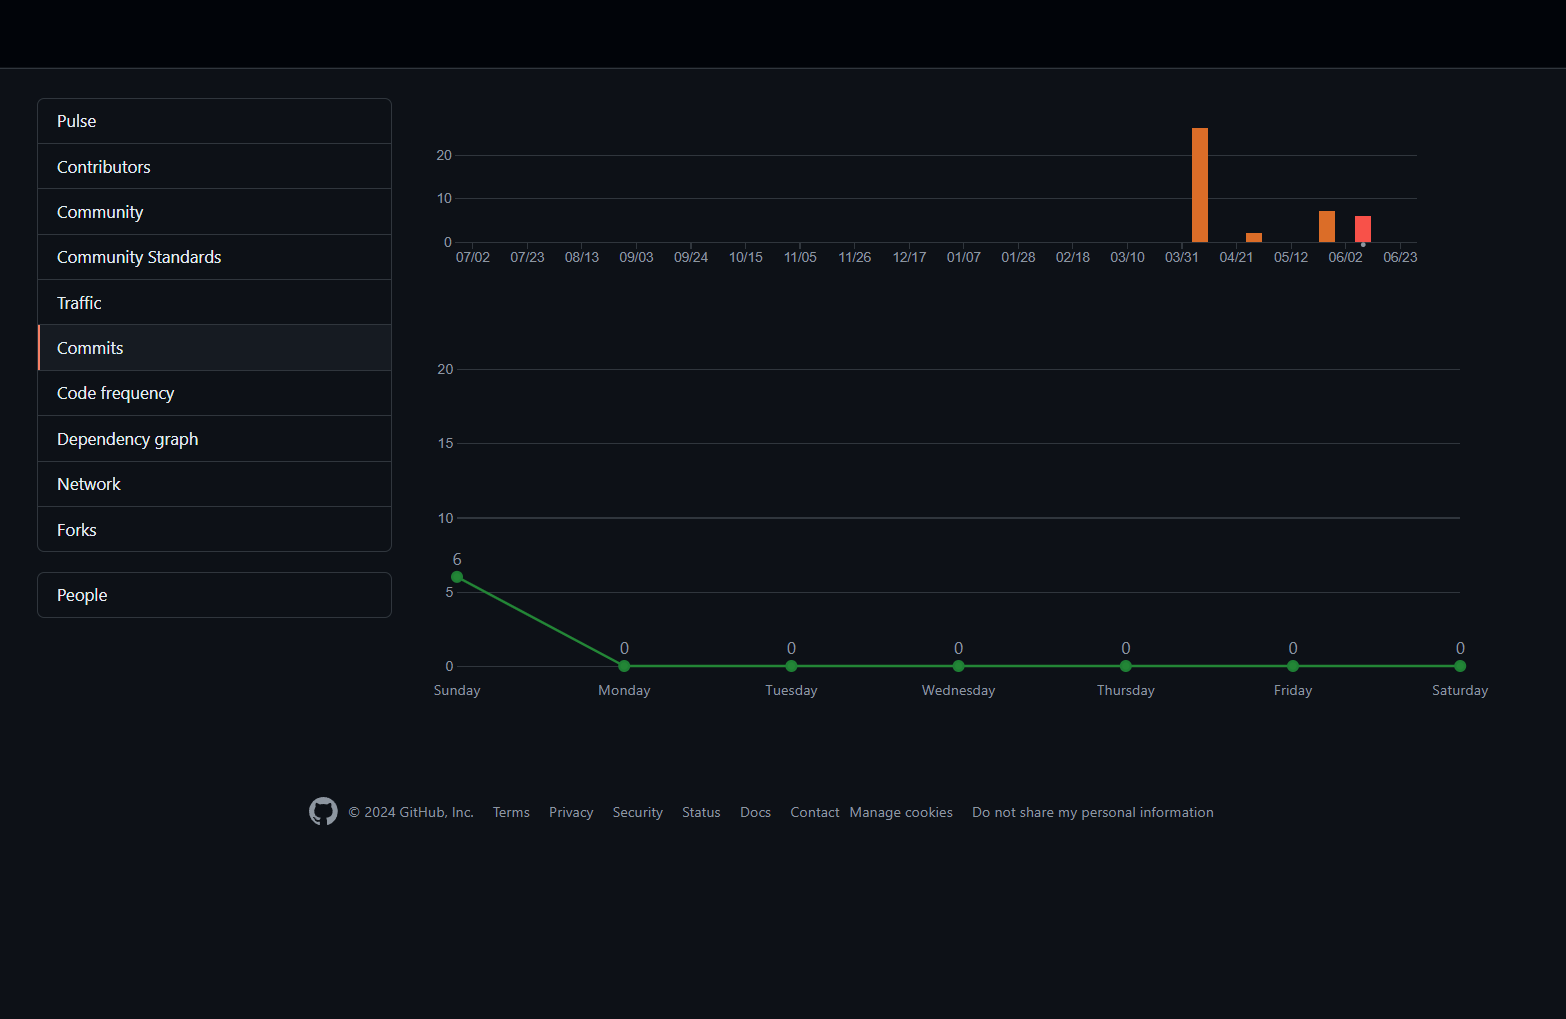 Pulse
Contributors
Community
Community Standards
Traffic
Commits
Code frequency
Dependency graph
Network
Forks
People
20
10
0
07/02 07/23 08/13 09/03 09/24 10/15 11/05 11/26 12/17 01/07 01/28 02/18 03/10 03/31 04/21 05/12 06/02 06/23
20
15
10
6
5
0 0 0 0 0 0
0
Sunday Monday Tuesday Wednesday Thursday Friday Saturday
© 2024 GitHub, Inc. Terms Privacy Security Status Docs Contact Manage cookies Do not share my personal information